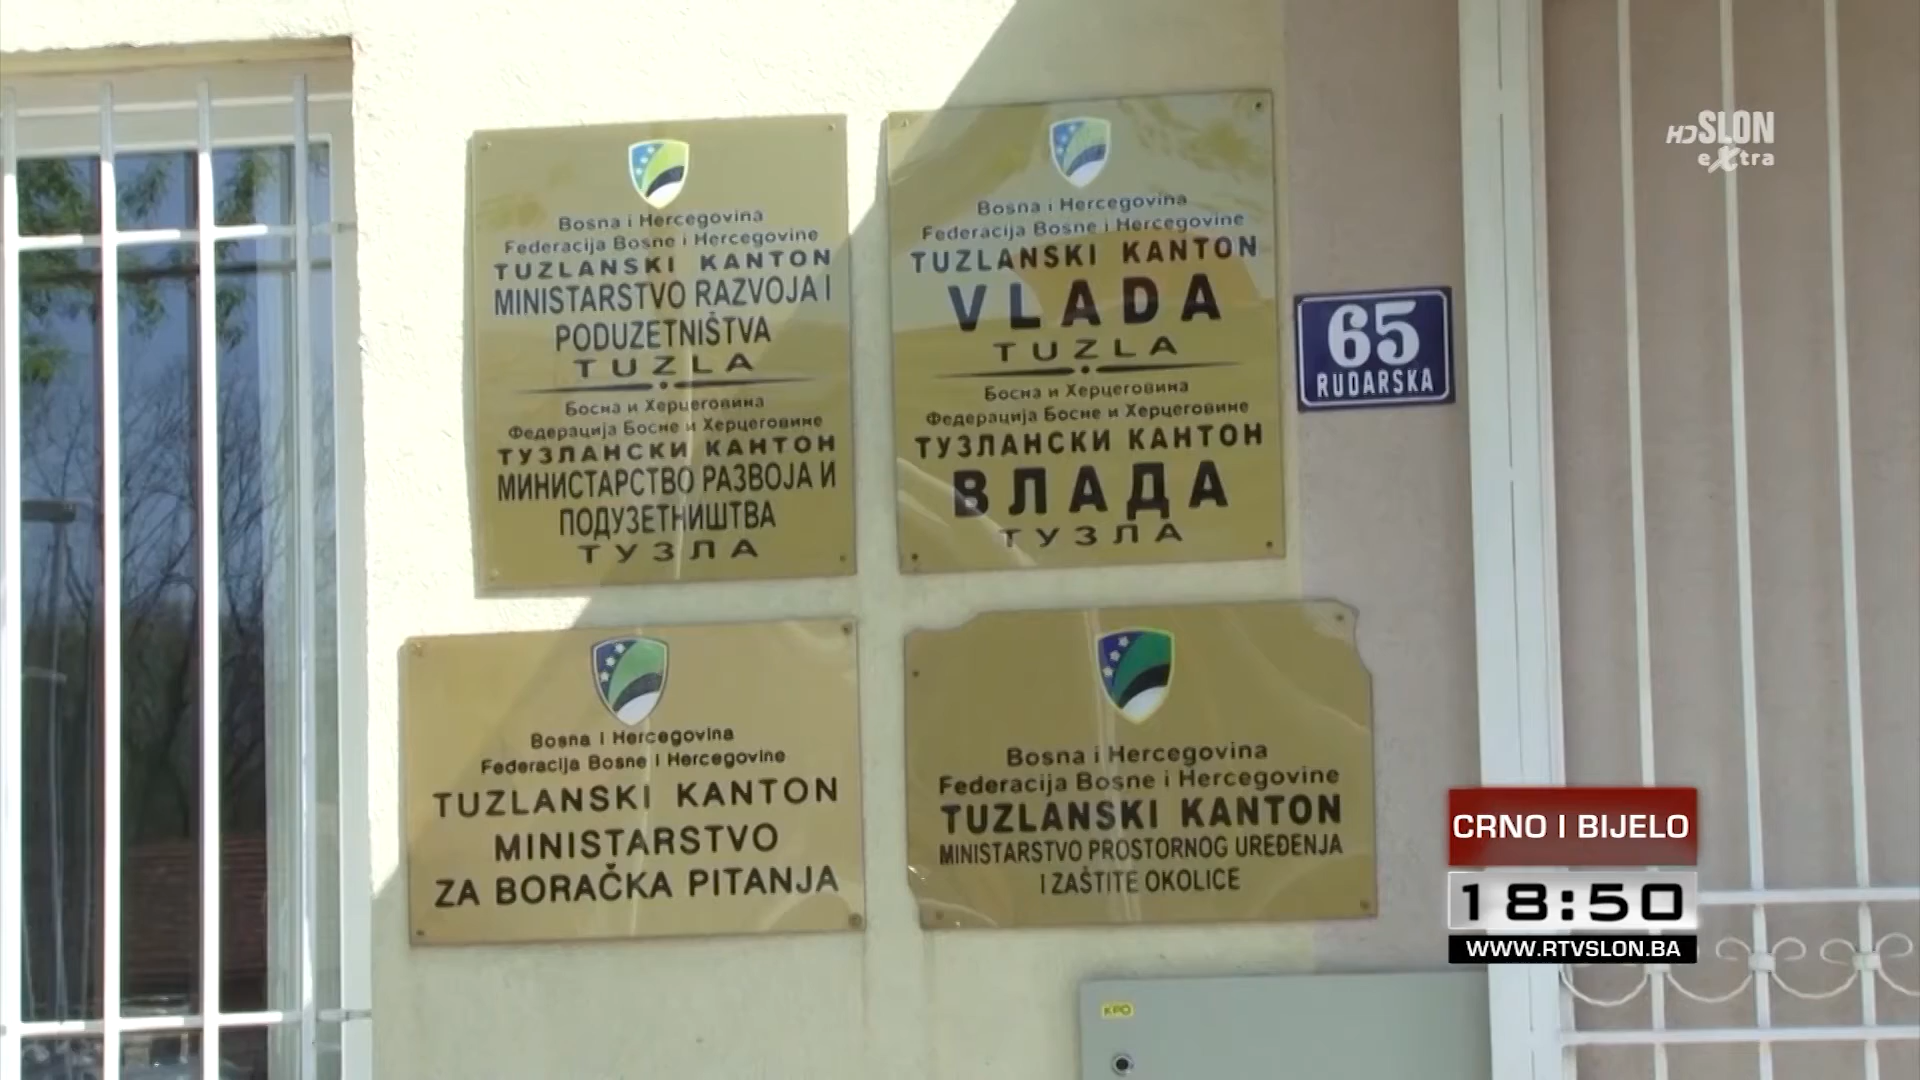 Bosna i Hercegovina
Federacija Bosne i Hercegovine
TUZLANSKI KANTON
MINISTARSTVO RAZVOJA I
PODUZETNIŠTVA
TUZLA
Босна и Херцеговина
Федерација Босне и Херцеговине
ТУЗЛАНСКИ КАНТОН
МИНИСТАРСТВО РАЗВОЈА И
ПОДУЗЕТНИШТВА
ТУЗЛА
Bosna i Hercegovina
Federacija Bosne i Hercegovine
TUZLANSKI KANTON
VLADA
TUZLA
Босна и Херцеговина
Федерација Босне и Херцеговине
ТУЗЛАНСКИ КАНТОН
ВЛАДА
ТУЗЛА
65
RUDARSKA
HD SLON
extra
Bosna i Hercegovina
Federacija Bosne i Hercegovine
TUZLANSKI KANTON
MINISTARSTVO
ZA BORAČKA PITANJA
Bosna i Hercegovina
Federacija Bosne i Hercegovine
TUZLANSKI KANTON
MINISTARSTVO PROSTORNOG UREĐENJA
I ZAŠTITE OKOLICE
CRNO I BIJELO
18:50
WWW.RTVSLON.BA
KPO